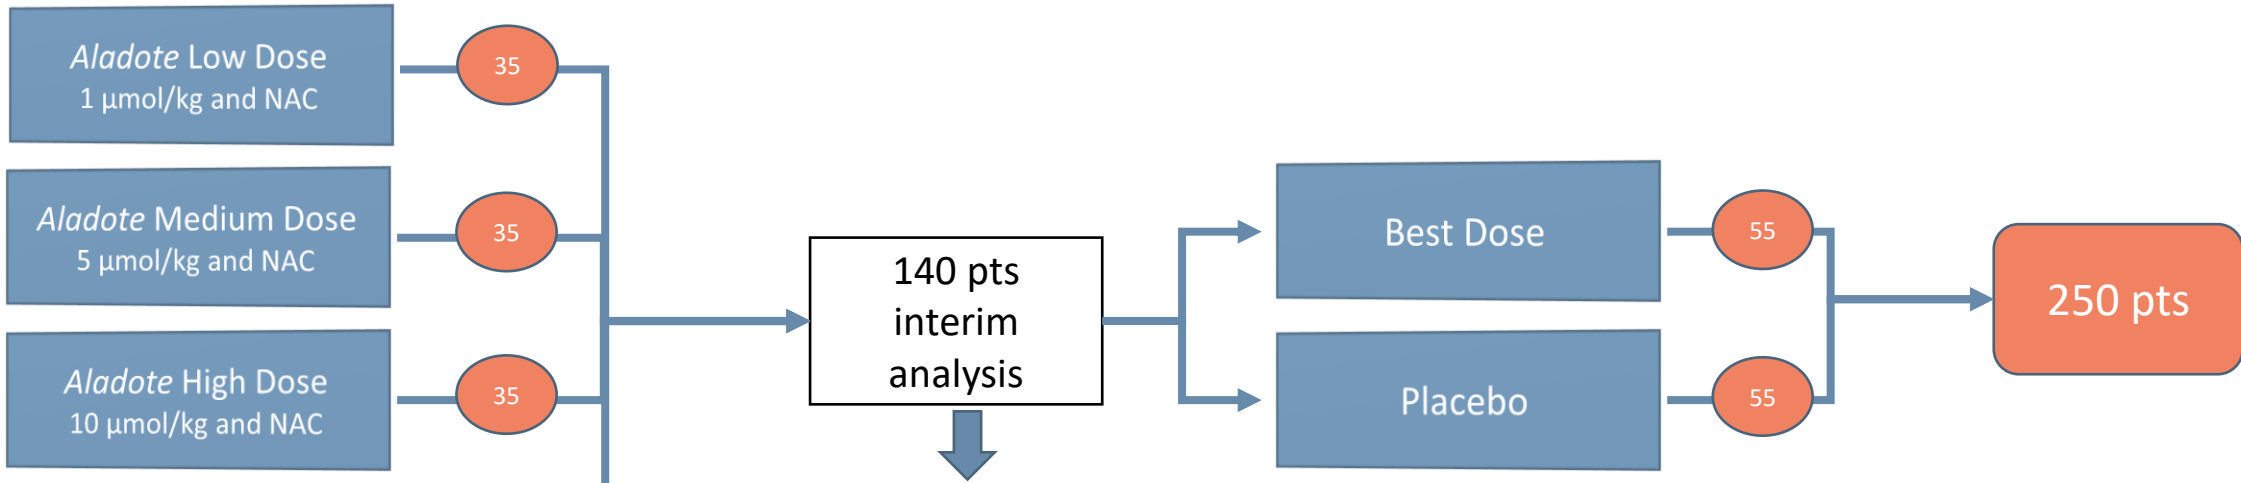 Aladote Low Dose
1 µmol/kg and NAC
35
Aladote Medium Dose
5 µmol/kg and NAC
35
Aladote High Dose
10 µmol/kg and NAC
35
140 pts
interim
analysis
Best Dose
55
Placebo
55
250 pts